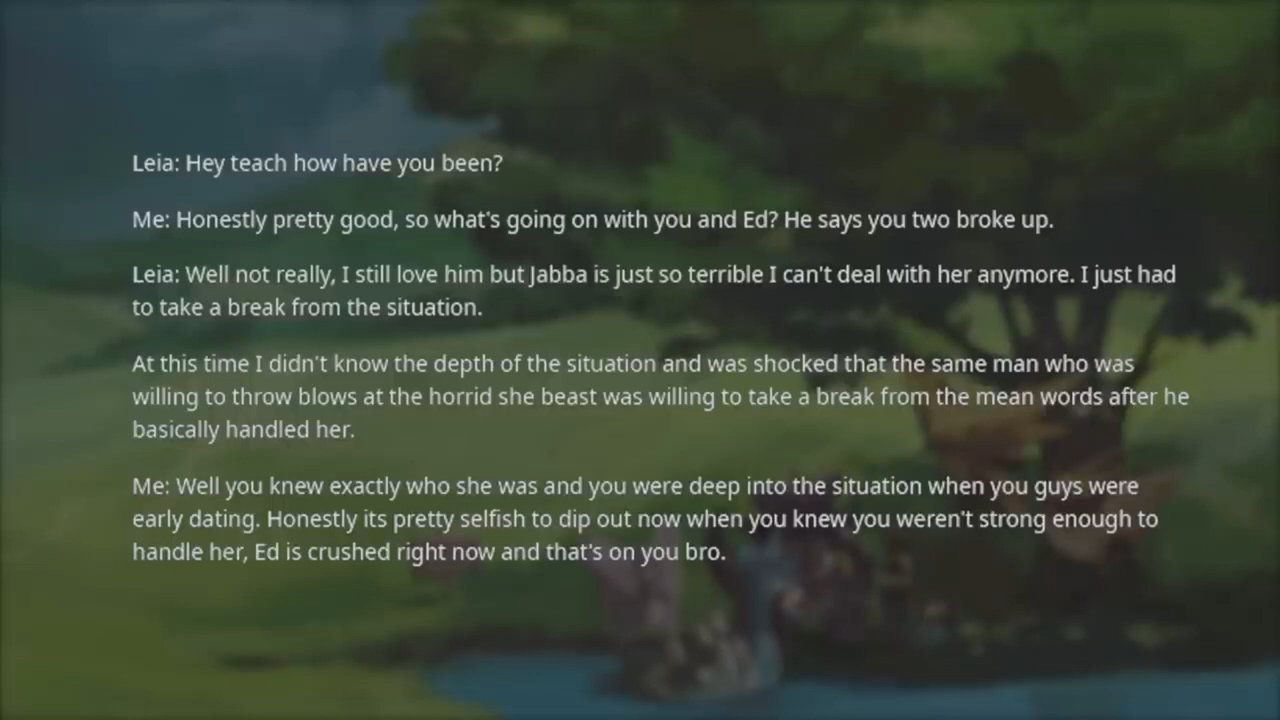 Leia: Hey teach how have you been?
Me: Honestly pretty good, so what's going on with you and Ed? He says you two broke up.
Leia: Well not really, I still love him but Jabba is just so terrible I can't deal with her anymore. I just had
to take a break from the situation.
At this time I didn't know the depth of the situation and was shocked that the same man who was
willing to throw blows at the horrid she beast was willing to take a break from the mean words after he
basically handled her.
Me: Well you knew exactly who she was and you were deep into the situation when you guys were
early dating. Honestly its pretty selfish to dip out now when you knew you weren't strong enough to
handle her, Ed is crushed right now and that's on you bro.